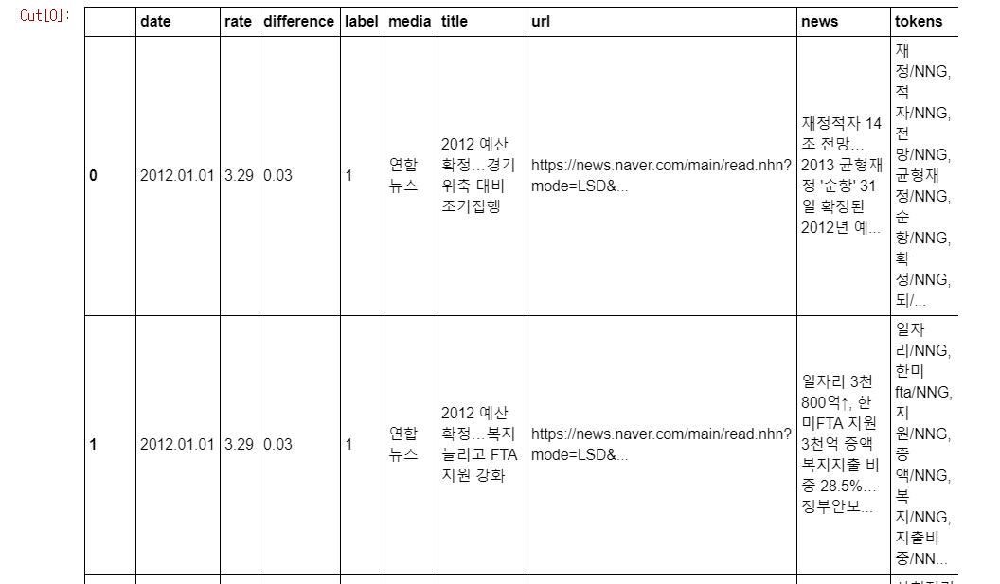 Out[0]:
date rate difference label media title url news tokens
0
2012.01.01
3.29
0.03
1
연합
뉴스
2012 예산
확정…경기
위축 대비
조기집행
https://news.naver.com/main/read.nhn?
mode=LSD&...
재정적자 14
조 전망…
2013 균형재
정 '순항' 31
일 확정된
2012년 예...
재
정/NNG,
적
자/NNG,
전
망/NNG,
균형재
정/NNG,
순
항/NNG,
확
정/NNG,
되/...
1
2012.01.01
3.29
0.03
1
연합
뉴스
2012 예산
확정…복지
늘리고 FTA
지원 강화
https://news.naver.com/main/read.nhn?
mode=LSD&...
일자리 3천
800억↑, 한
미FTA 지원
3천억 증액
복지지출 비
중 28.5%…
정부안보...
일자
리/NNG,
한미
fta/NNG,
지
원/NNG,
증
액/NNG,
복
지/NNG,
지출비
중/NN...